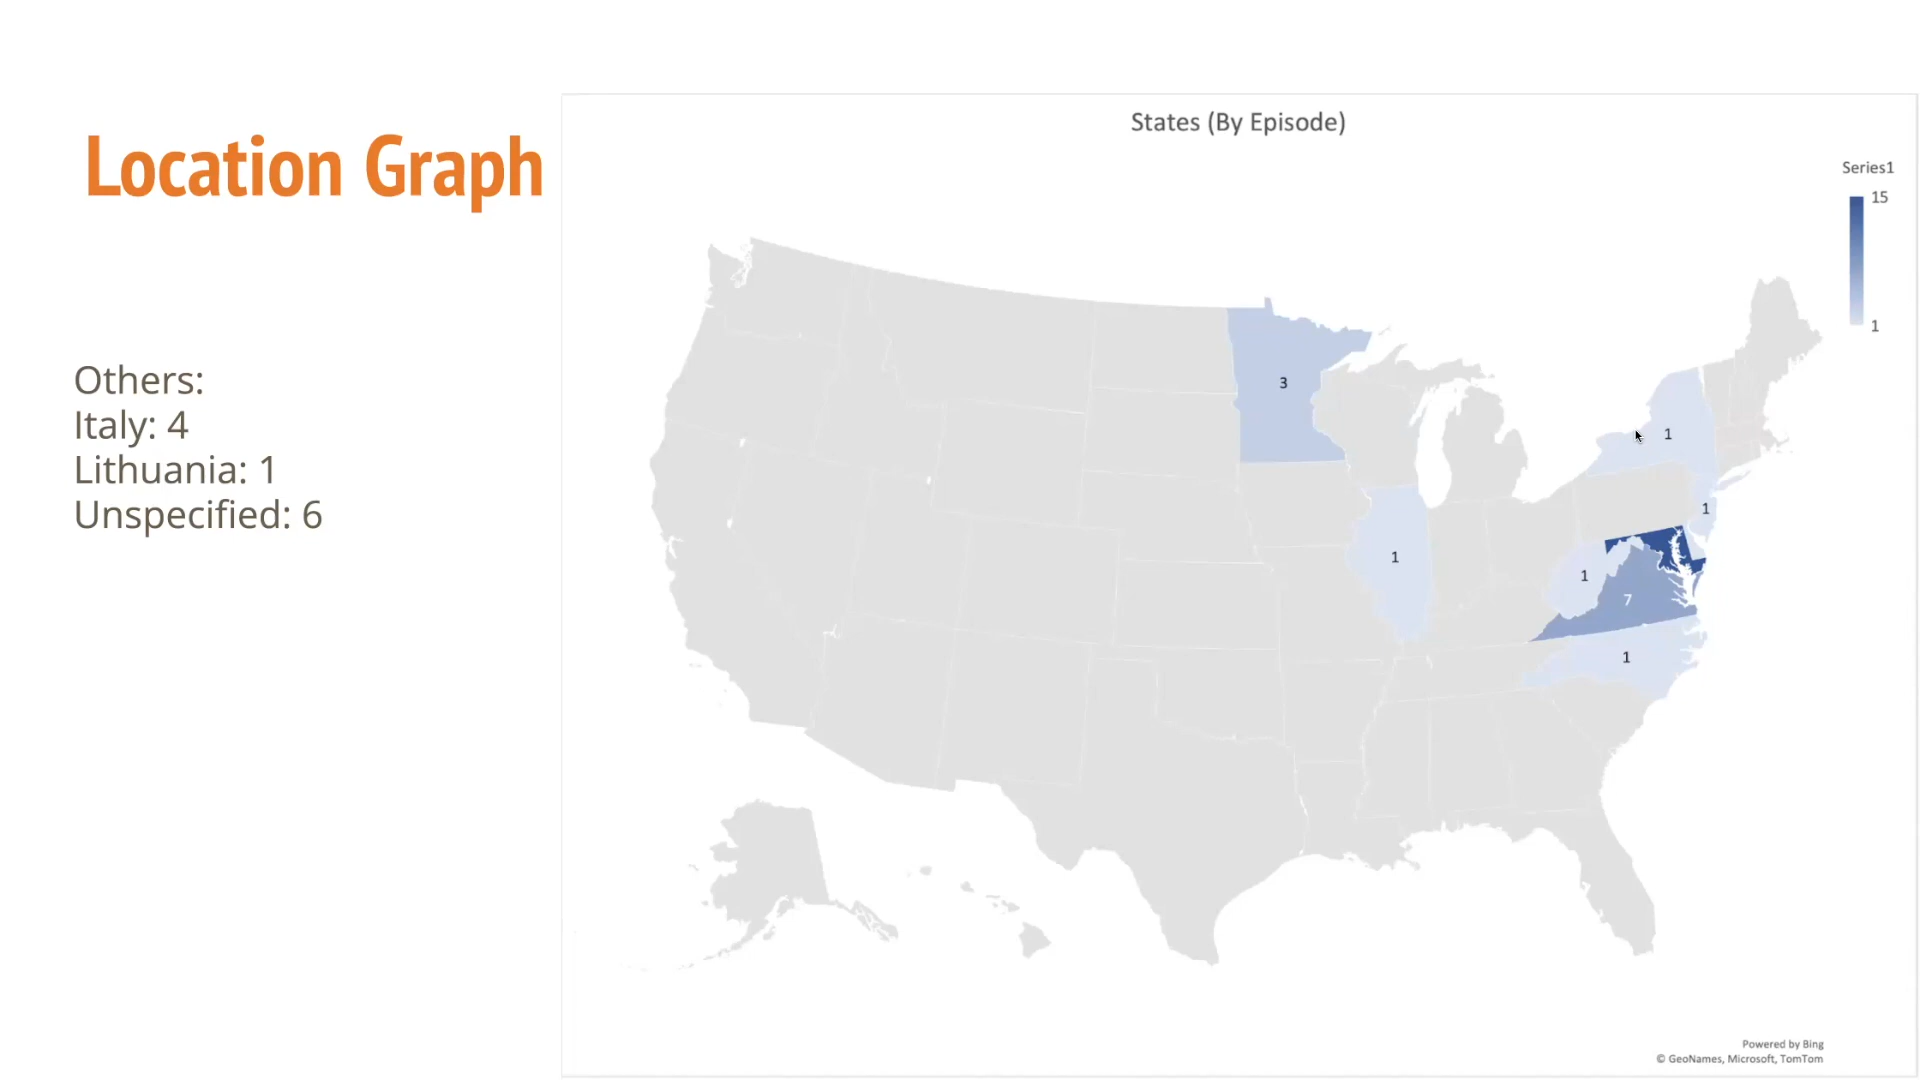 Location Graph
Others:
Italy: 4
Lithuania: 1
Unspecified: 6
States (By Episode)
Series1
15
1
3
1
1
1
1
7
1
Powered by Bing
© GeoNames, Microsoft, TomTom